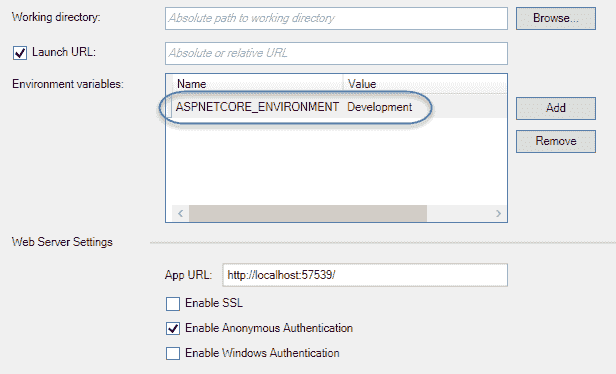 Working directory: Absolute path to working directory Browse...
Launch URL: Absolute or relative URL
Environment variables: Name Value
ASPNETCORE_ENVIRONMENT Development
Add
Remove
Web Server Settings
App URL: http://localhost:57539/
Enable SSL
Enable Anonymous Authentication
Enable Windows Authentication